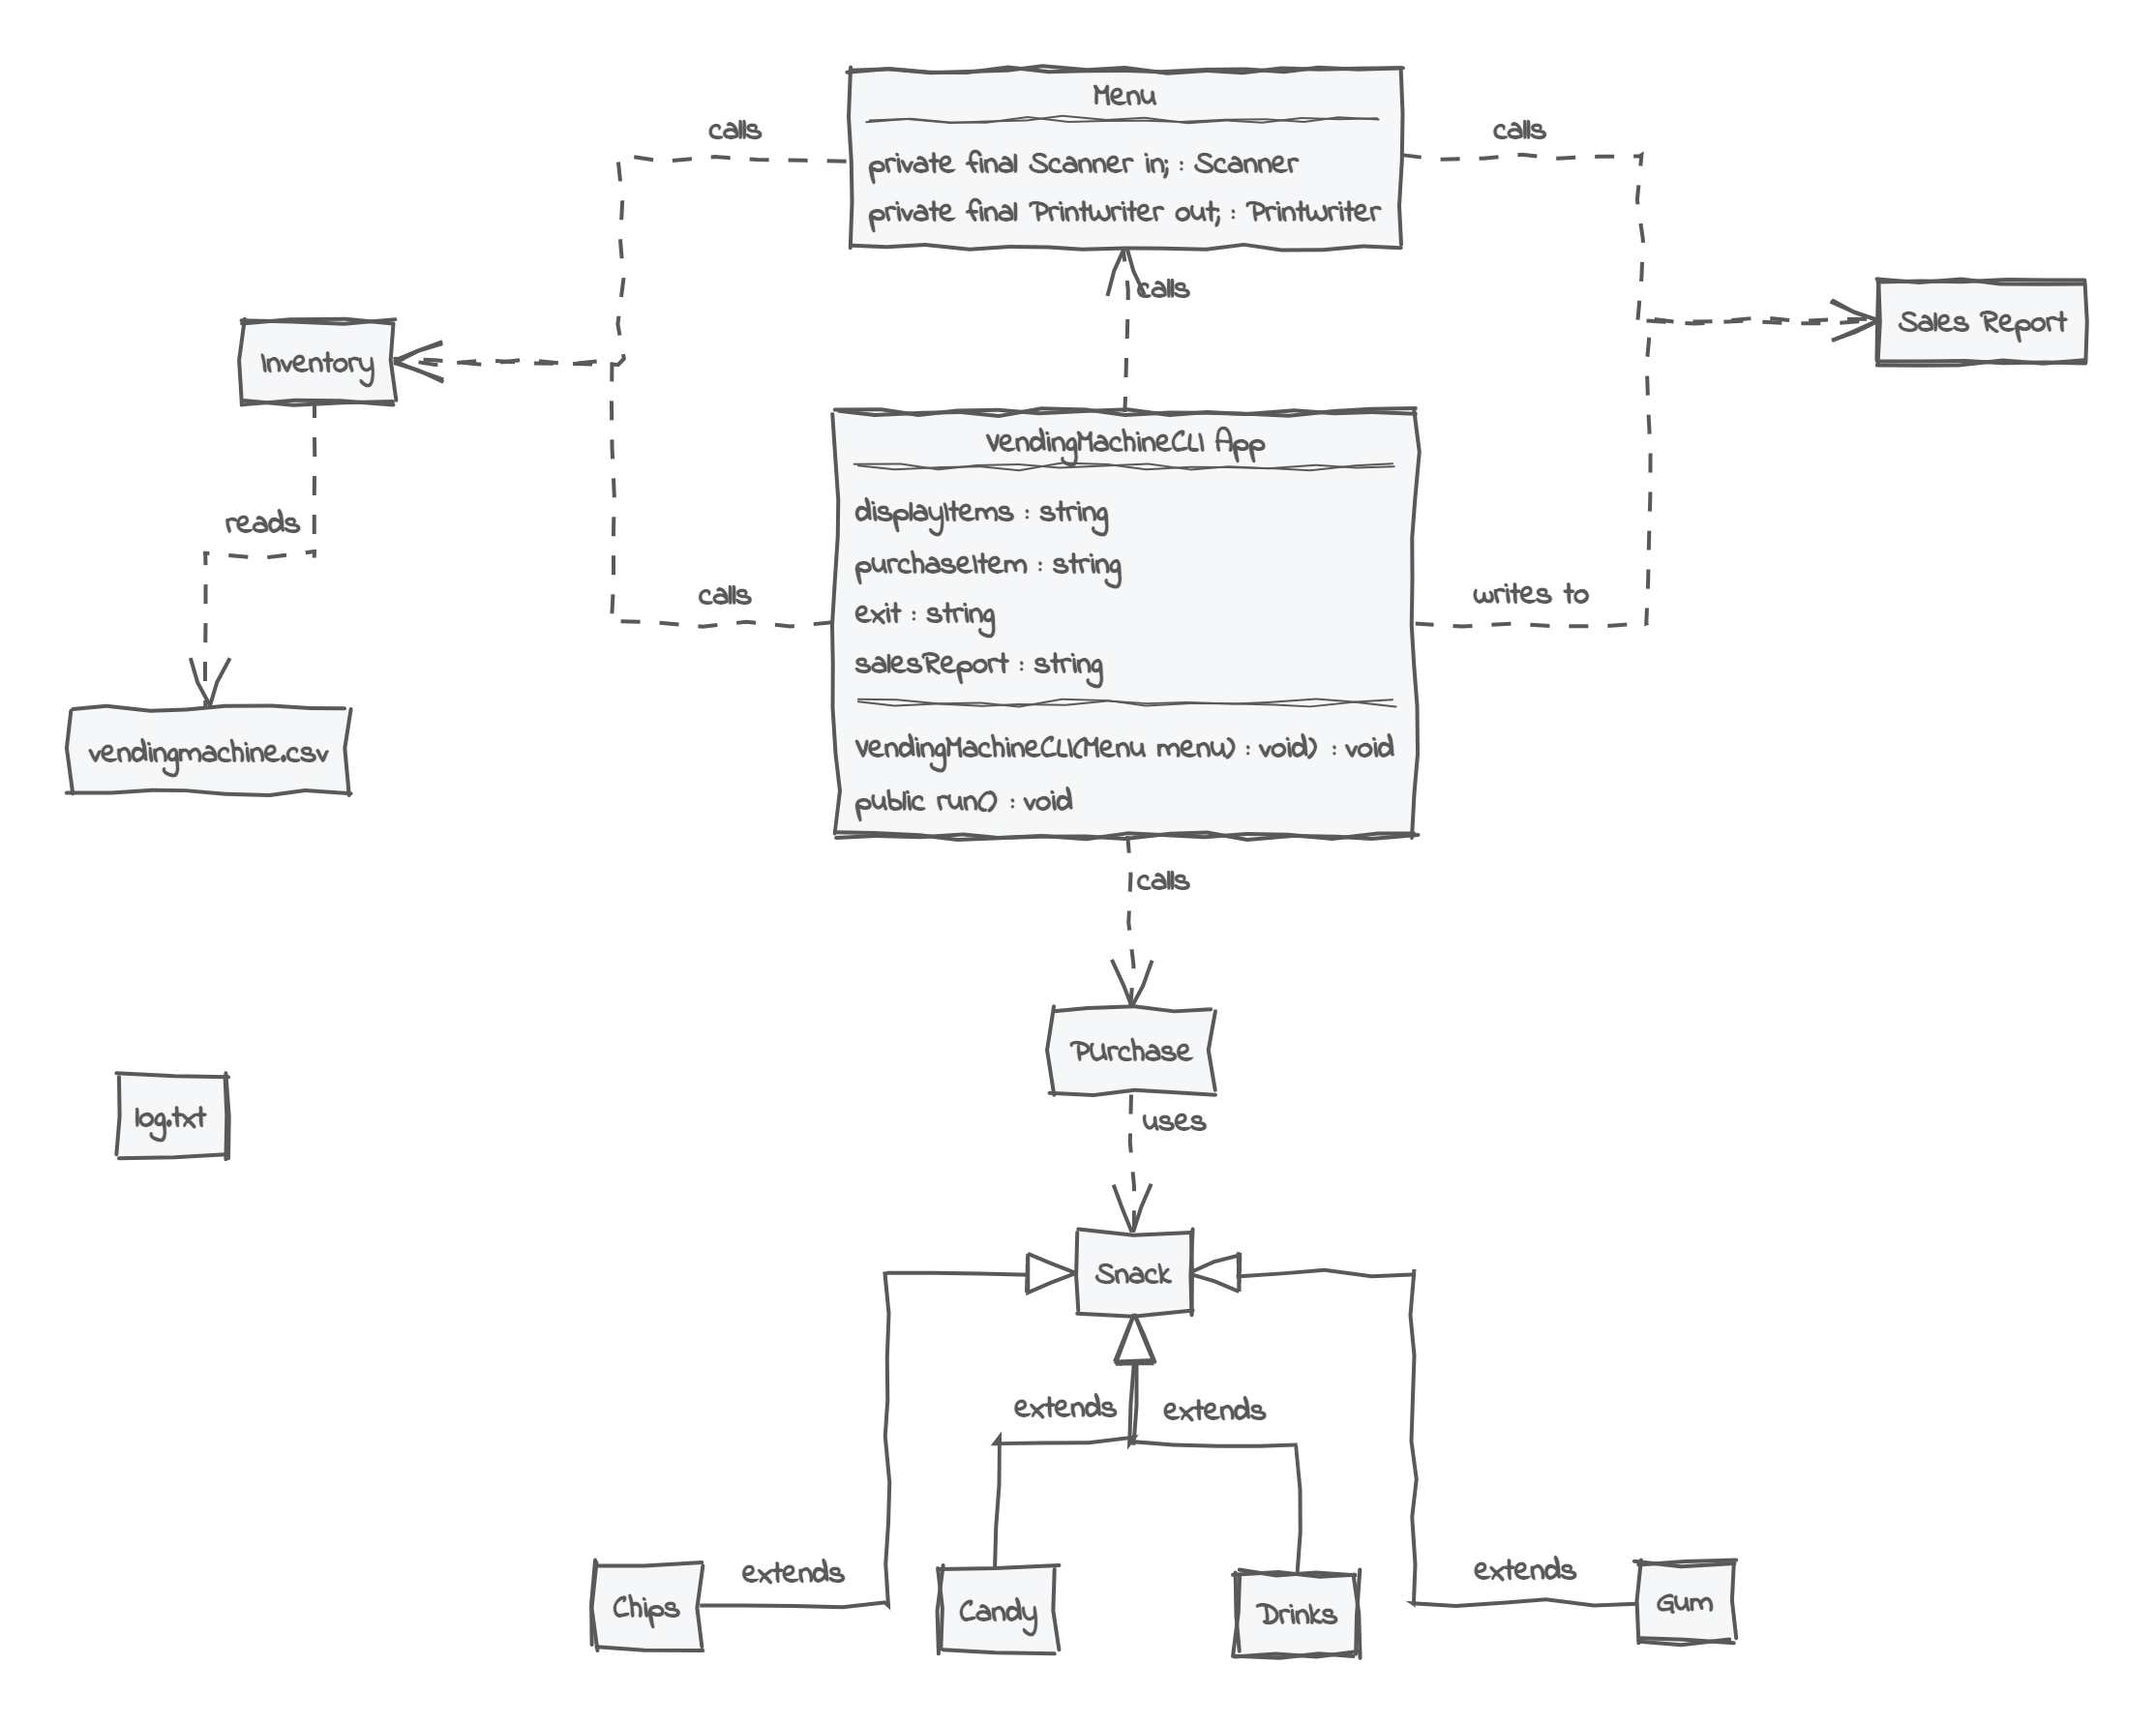 Menu
calls
calls
private final Scanner in; : Scanner
private final PrintWriter out; : PrintWriter
calls
Sales Report
Inventory
VendingMachineCLI App
displayItems : string
reads
purchaseItem : string
calls
writes to
exit : string
salesReport : string
vendingmachine.csv
VendingMachineCLI(Menu menu) : void) : void
public run() : void
calls
Purchase
log.txt
uses
Snack
extends
extends
extends
extends
Chips
Candy
Drinks
Gum